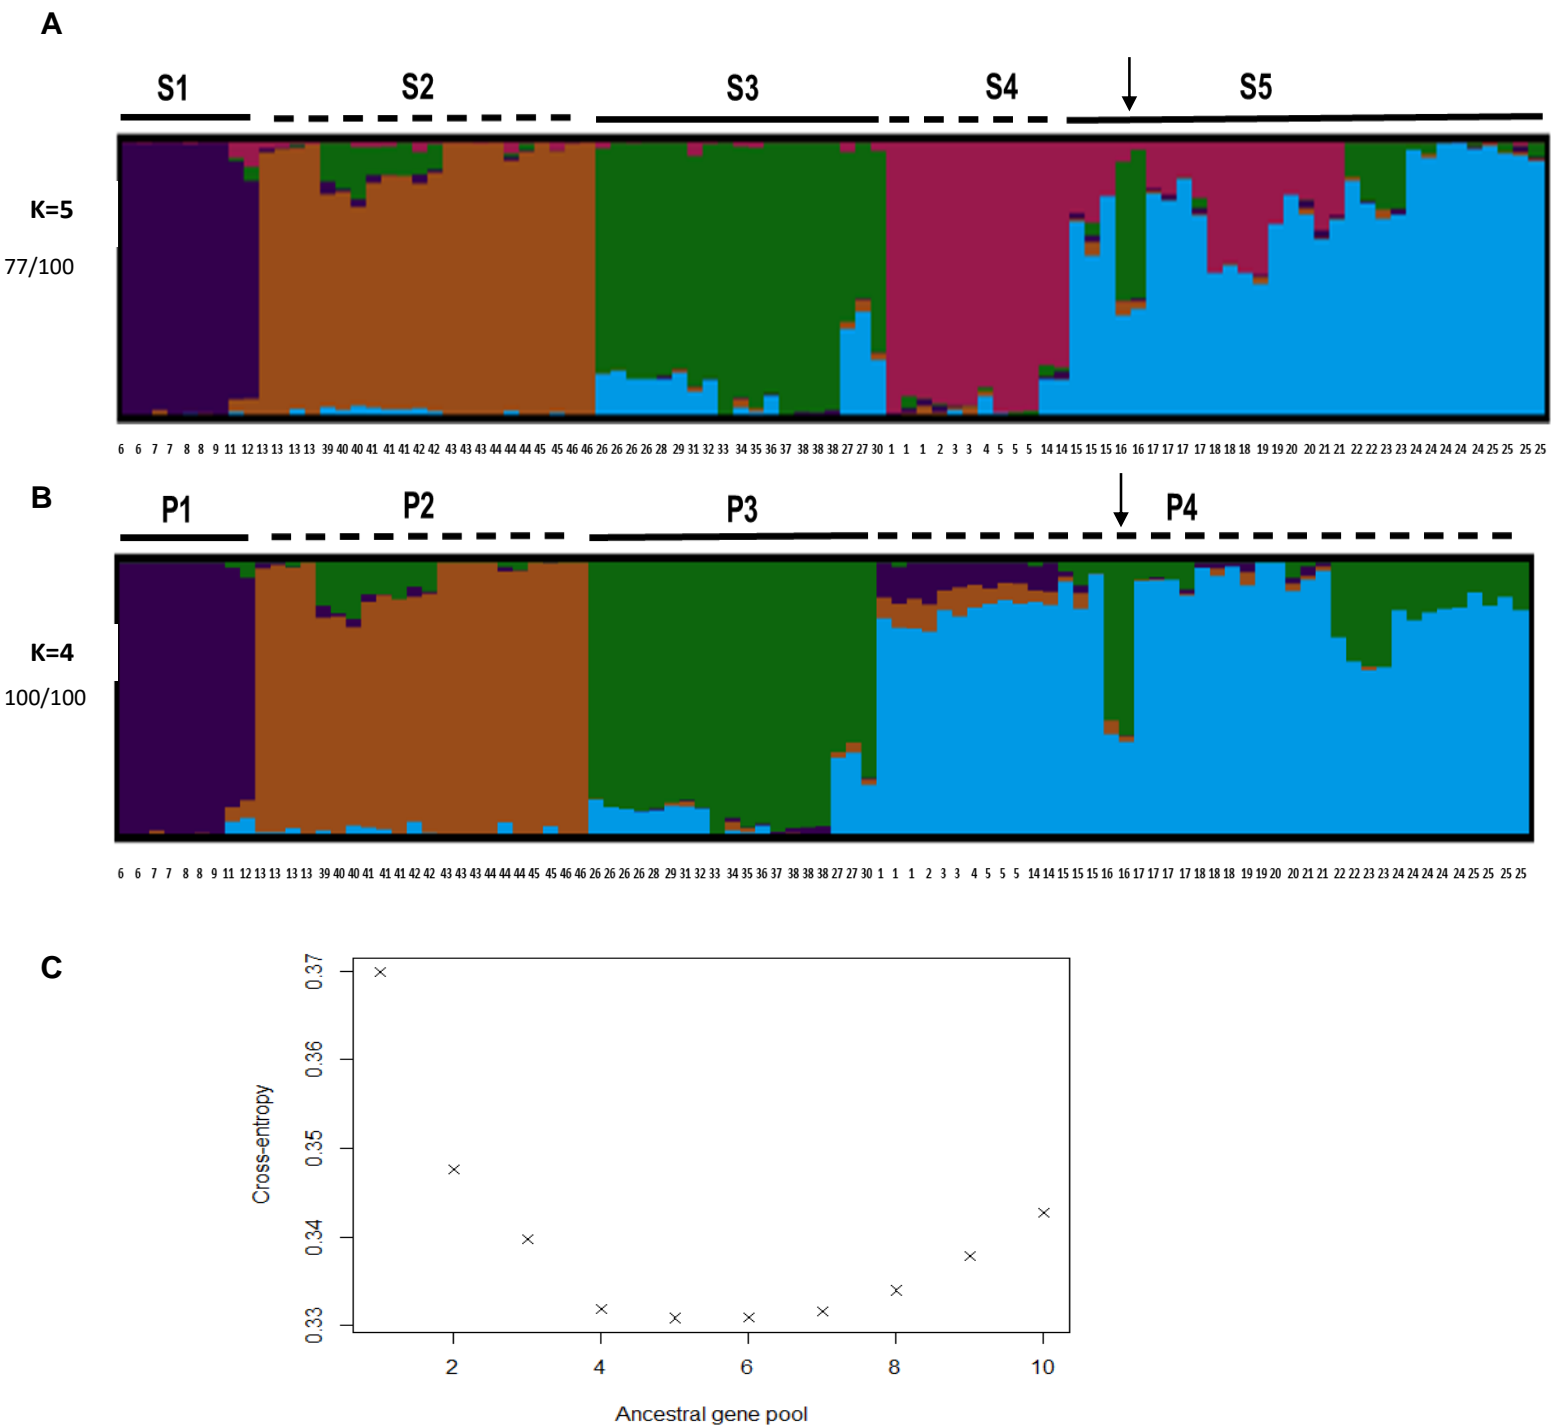 A
S1 S2 S3 S4 S5
K=5
77/100
6 6 7 7 8 8 9 11 12 13 13 13 13 39 40 40 41 41 41 42 42 43 43 43 44 44 44 45 45 46 46 26 26 26 28 29 31 32 33 34 35 36 37 38 38 38 27 27 30 1 1 1 2 3 3 4 5 5 5 14 14 15 15 15 16 16 17 17 17 17 18 18 18 19 19 20 20 21 21 22 22 23 23 24 24 24 24 24 25 25 25 25
B
P1 P2 P3 P4
K=4
100/100
6 6 7 7 8 8 9 11 12 13 13 13 13 39 40 40 41 41 41 42 42 43 43 43 44 44 44 45 45 46 46 26 26 26 26 28 29 31 32 33 34 35 36 37 38 38 38 27 27 30 1 1 1 2 3 3 4 5 5 5 14 14 15 15 15 16 16 17 17 17 17 18 18 18 19 19 20 20 21 21 22 22 23 23 24 24 24 24 24 25 25 25 25
C
0.37
0.36
0.35
0.34
0.33
Cross-entropy
2 4 6 8 10
Ancestral gene pool